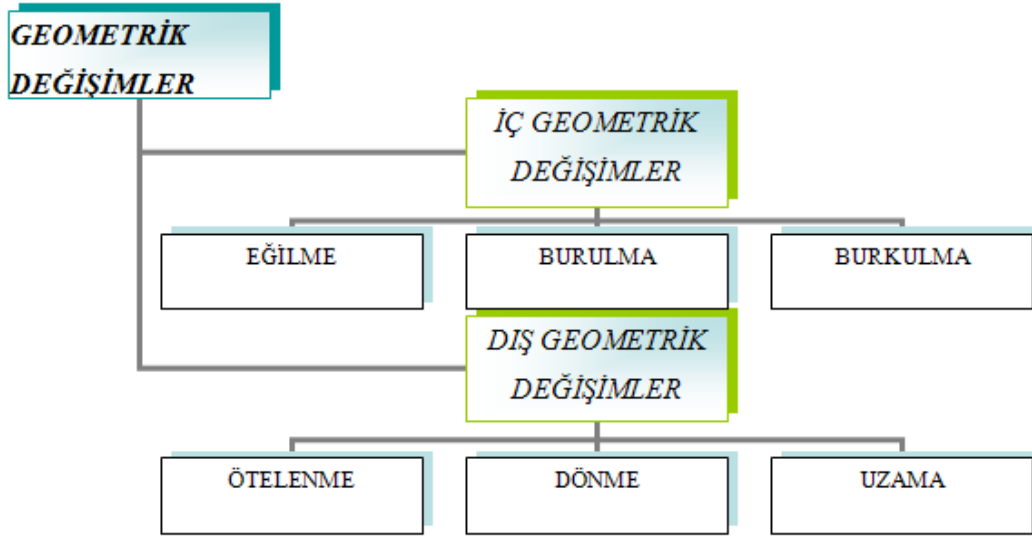 GEOMETRİK
DEĞİŞİMLER
İÇ GEOMETRİK
DEĞİŞİMLER
EĞİLME
BURULMA
BURKULMA
DIŞ GEOMETRİK
DEĞİŞİMLER
ÖTELENME
DÖNME
UZAMA